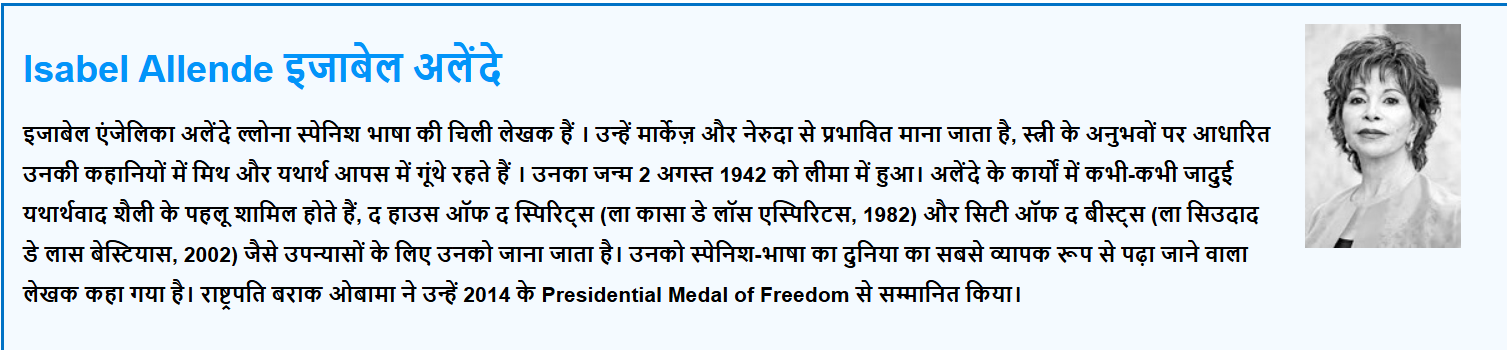 Isabel Allende इजाबेल अलेंदे
इजाबेल एंजेलिका अलेंदे ल्लोना स्पेनिश भाषा की चिली लेखक हैं । उन्हें मार्केज़ और नेरुदा से प्रभावित माना जाता है, स्त्री के अनुभवों पर आधारित
उनकी कहानियों में मिथ और यथार्थ आपस में गूंथे रहते हैं । उनका जन्म 2 अगस्त 1942 को लीमा में हुआ। अलेंदे के कार्यों में कभी-कभी जादुई
यथार्थवाद शैली के पहलू शामिल होते हैं, द हाउस ऑफ द स्पिरिट्स (ला कासा डे लॉस एस्पिरिटस, 1982) और सिटी ऑफ द बीस्ट्स (ला सिउदाद
डे लास बेस्टियास, 2002) जैसे उपन्यासों के लिए उनको जाना जाता है। उनको स्पेनिश-भाषा का दुनिया का सबसे व्यापक रूप से पढ़ा जाने वाला
लेखक कहा गया है। राष्ट्रपति बराक ओबामा ने उन्हें 2014 के Presidential Medal of Freedom से सम्मानित किया।